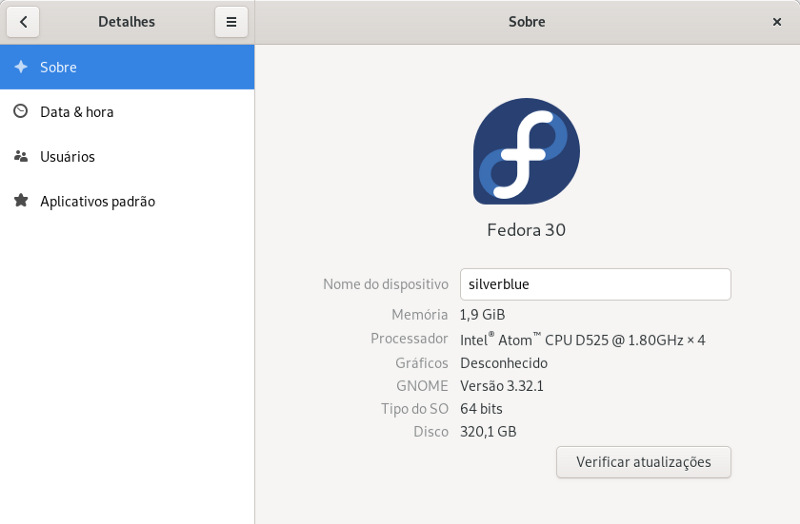 Detalhes
Sobre
Sobre
Data & hora
Usuários
Aplicativos padrão
Fedora 30
Nome do dispositivo silverblue
Memória 1,9 GiB
Processador Intel® Atom™ CPU D525 @ 1.80GHz × 4
Gráficos Desconhecido
GNOME Versão 3.32.1
Tipo do SO 64 bits
Disco 320,1 GB
Verificar atualizações